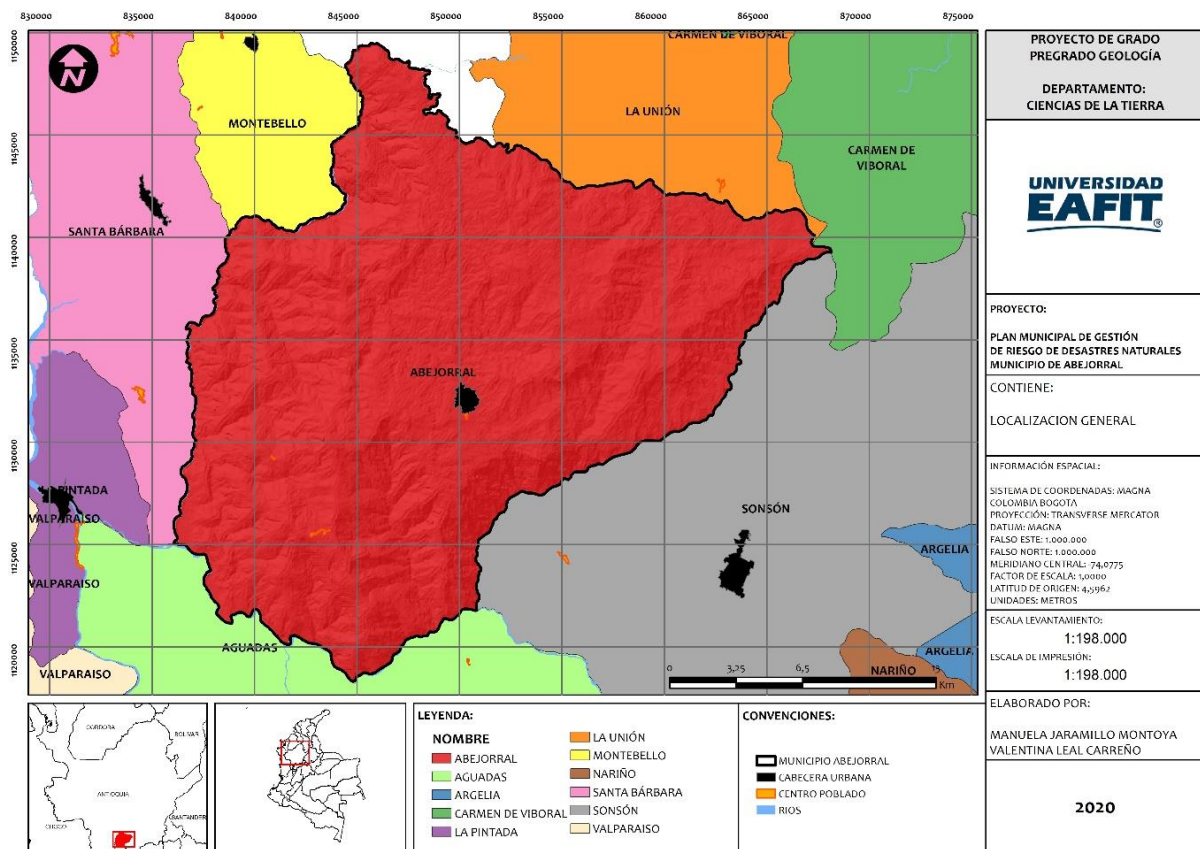 830000 835000 840000 845000 850000 855000 860000 865000 870000 875000
1150000
1145000
1140000
1135000
1130000
1125000
1120000
N
CARMEN DE VIBORAL
MONTEBELLO
LA UNIÓN
CARMEN DE
VIBORAL
SANTA BÁRBARA
ABEJORRAL
LA PINTADA
VALPARAISO
SONSÓN
ARGELIA
VALPARAISO
AGUADAS
ARGELIA
NARIÑO
VALPARAISO
0 3,25 6,5 13
Km
PROYECTO DE GRADO
PREGRADO GEOLOGÍA
DEPARTAMENTO:
CIENCIAS DE LA TIERRA
UNIVERSIDAD
EAFIT®
PROYECTO:
PLAN MUNICIPAL DE GESTIÓN
DE RIESGO DE DESASTRES NATURALES
MUNICIPIO DE ABEJORRAL
CONTIENE:
LOCALIZACION GENERAL
INFORMACIÓN ESPACIAL:
SISTEMA DE COORDENADAS: MAGNA
COLOMBIA BOGOTA
PROYECCIÓN: TRANSVERSE MERCATOR
DATUM: MAGNA
FALSO ESTE: 1.000.000
FALSO NORTE: 1.000.000
MERIDIANO CENTRAL: -74,0775
FACTOR DE ESCALA: 1,0000
LATITUD DE ORIGEN: 4,5962
UNIDADES: METROS
ESCALA LEVANTAMIENTO:
1:198.000
ESCALA DE IMPRESIÓN:
1:198.000
ELABORADO POR:
MANUELA JARAMILLO MONTOYA
VALENTINA LEAL CARREÑO
2020
CORDOBA
BOLIVAR
ANTIOQUIA
CHOCO
SANTANDER
LEYENDA:
NOMBRE
ABEJORRAL
AGUADAS
ARGELIA
CARMEN DE VIBORAL
LA PINTADA
LA UNIÓN
MONTEBELLO
NARIÑO
SANTA BÁRBARA
SONSÓN
VALPARAISO
CONVENCIONES:
MUNICIPIO ABEJORRAL
CABECERA URBANA
CENTRO POBLADO
RIOS